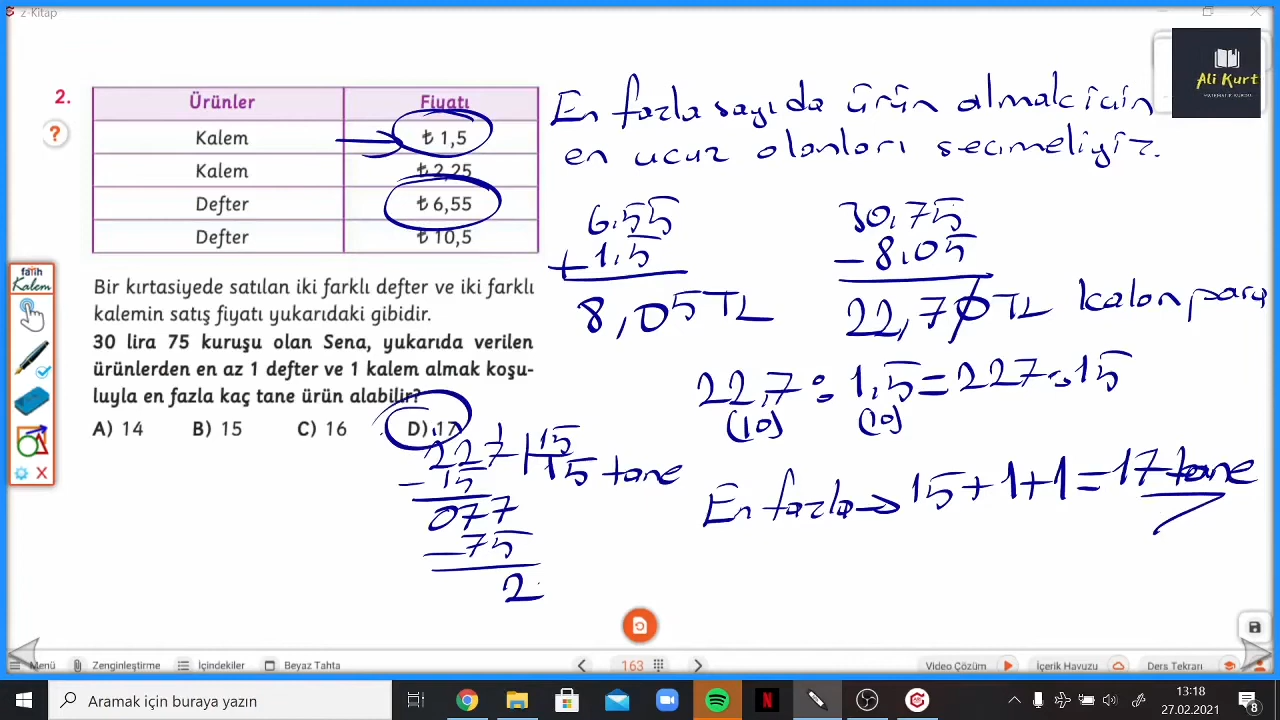 z-Kitap
Ali Kurt
2.
Ürünler Fiyatı
Kalem ₺ 1,5
Kalem ₺ 2,25
Defter ₺ 6,55
Defter ₺ 10,5
?
Bir kırtasiyede satılan iki farklı defter ve iki farklı
kalemin satış fiyatı yukarıdaki gibidir.
30 lira 75 kuruşu olan Sena, yukarıda verilen
ürünlerden en az 1 defter ve 1 kalem almak koşu-
luyla en fazla kaç tane ürün alabilir?
A) 14 B) 15 C) 16 D) 17
En fazla sayıda ürün almak için
en ucuz olanları seçmeliyiz.
6,55
+ 1,5
8,05 TL
30,75
- 8,05
22,70 TL kalan para
22,7 : 1,5 = 227 : 15
(10) (10)
227 | 15
- 15 15 tane
077
- 75
2
En fazla → 15 + 1 + 1 = 17 tane
fatih
Kalem
Menü Zenginleştirme İçindekiler Beyaz Tahta 163 Video Çözüm İçerik Havuzu Ders Tekrarı
Aramak için buraya yazın
13:18
27.02.2021
8